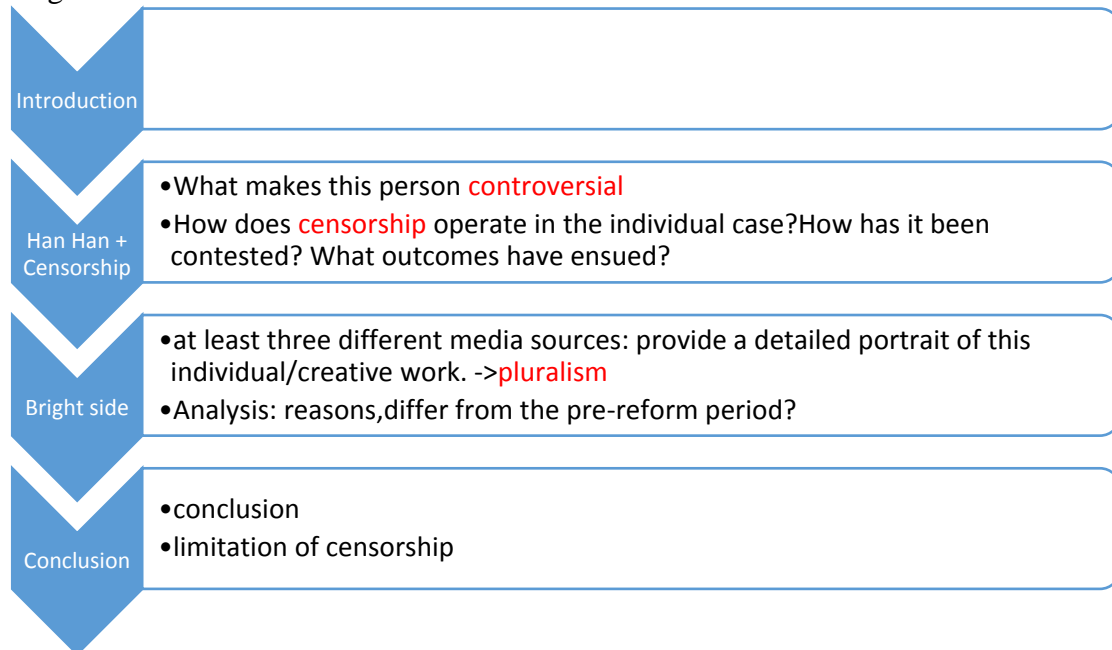 Introduction
Han Han +
Censorship
•What makes this person controversial
•How does censorship operate in the individual case?How has it been
contested? What outcomes have ensued?
Bright side
•at least three different media sources: provide a detailed portrait of this
individual/creative work. ->pluralism
•Analysis: reasons,differ from the pre-reform period?
Conclusion
•conclusion
•limitation of censorship